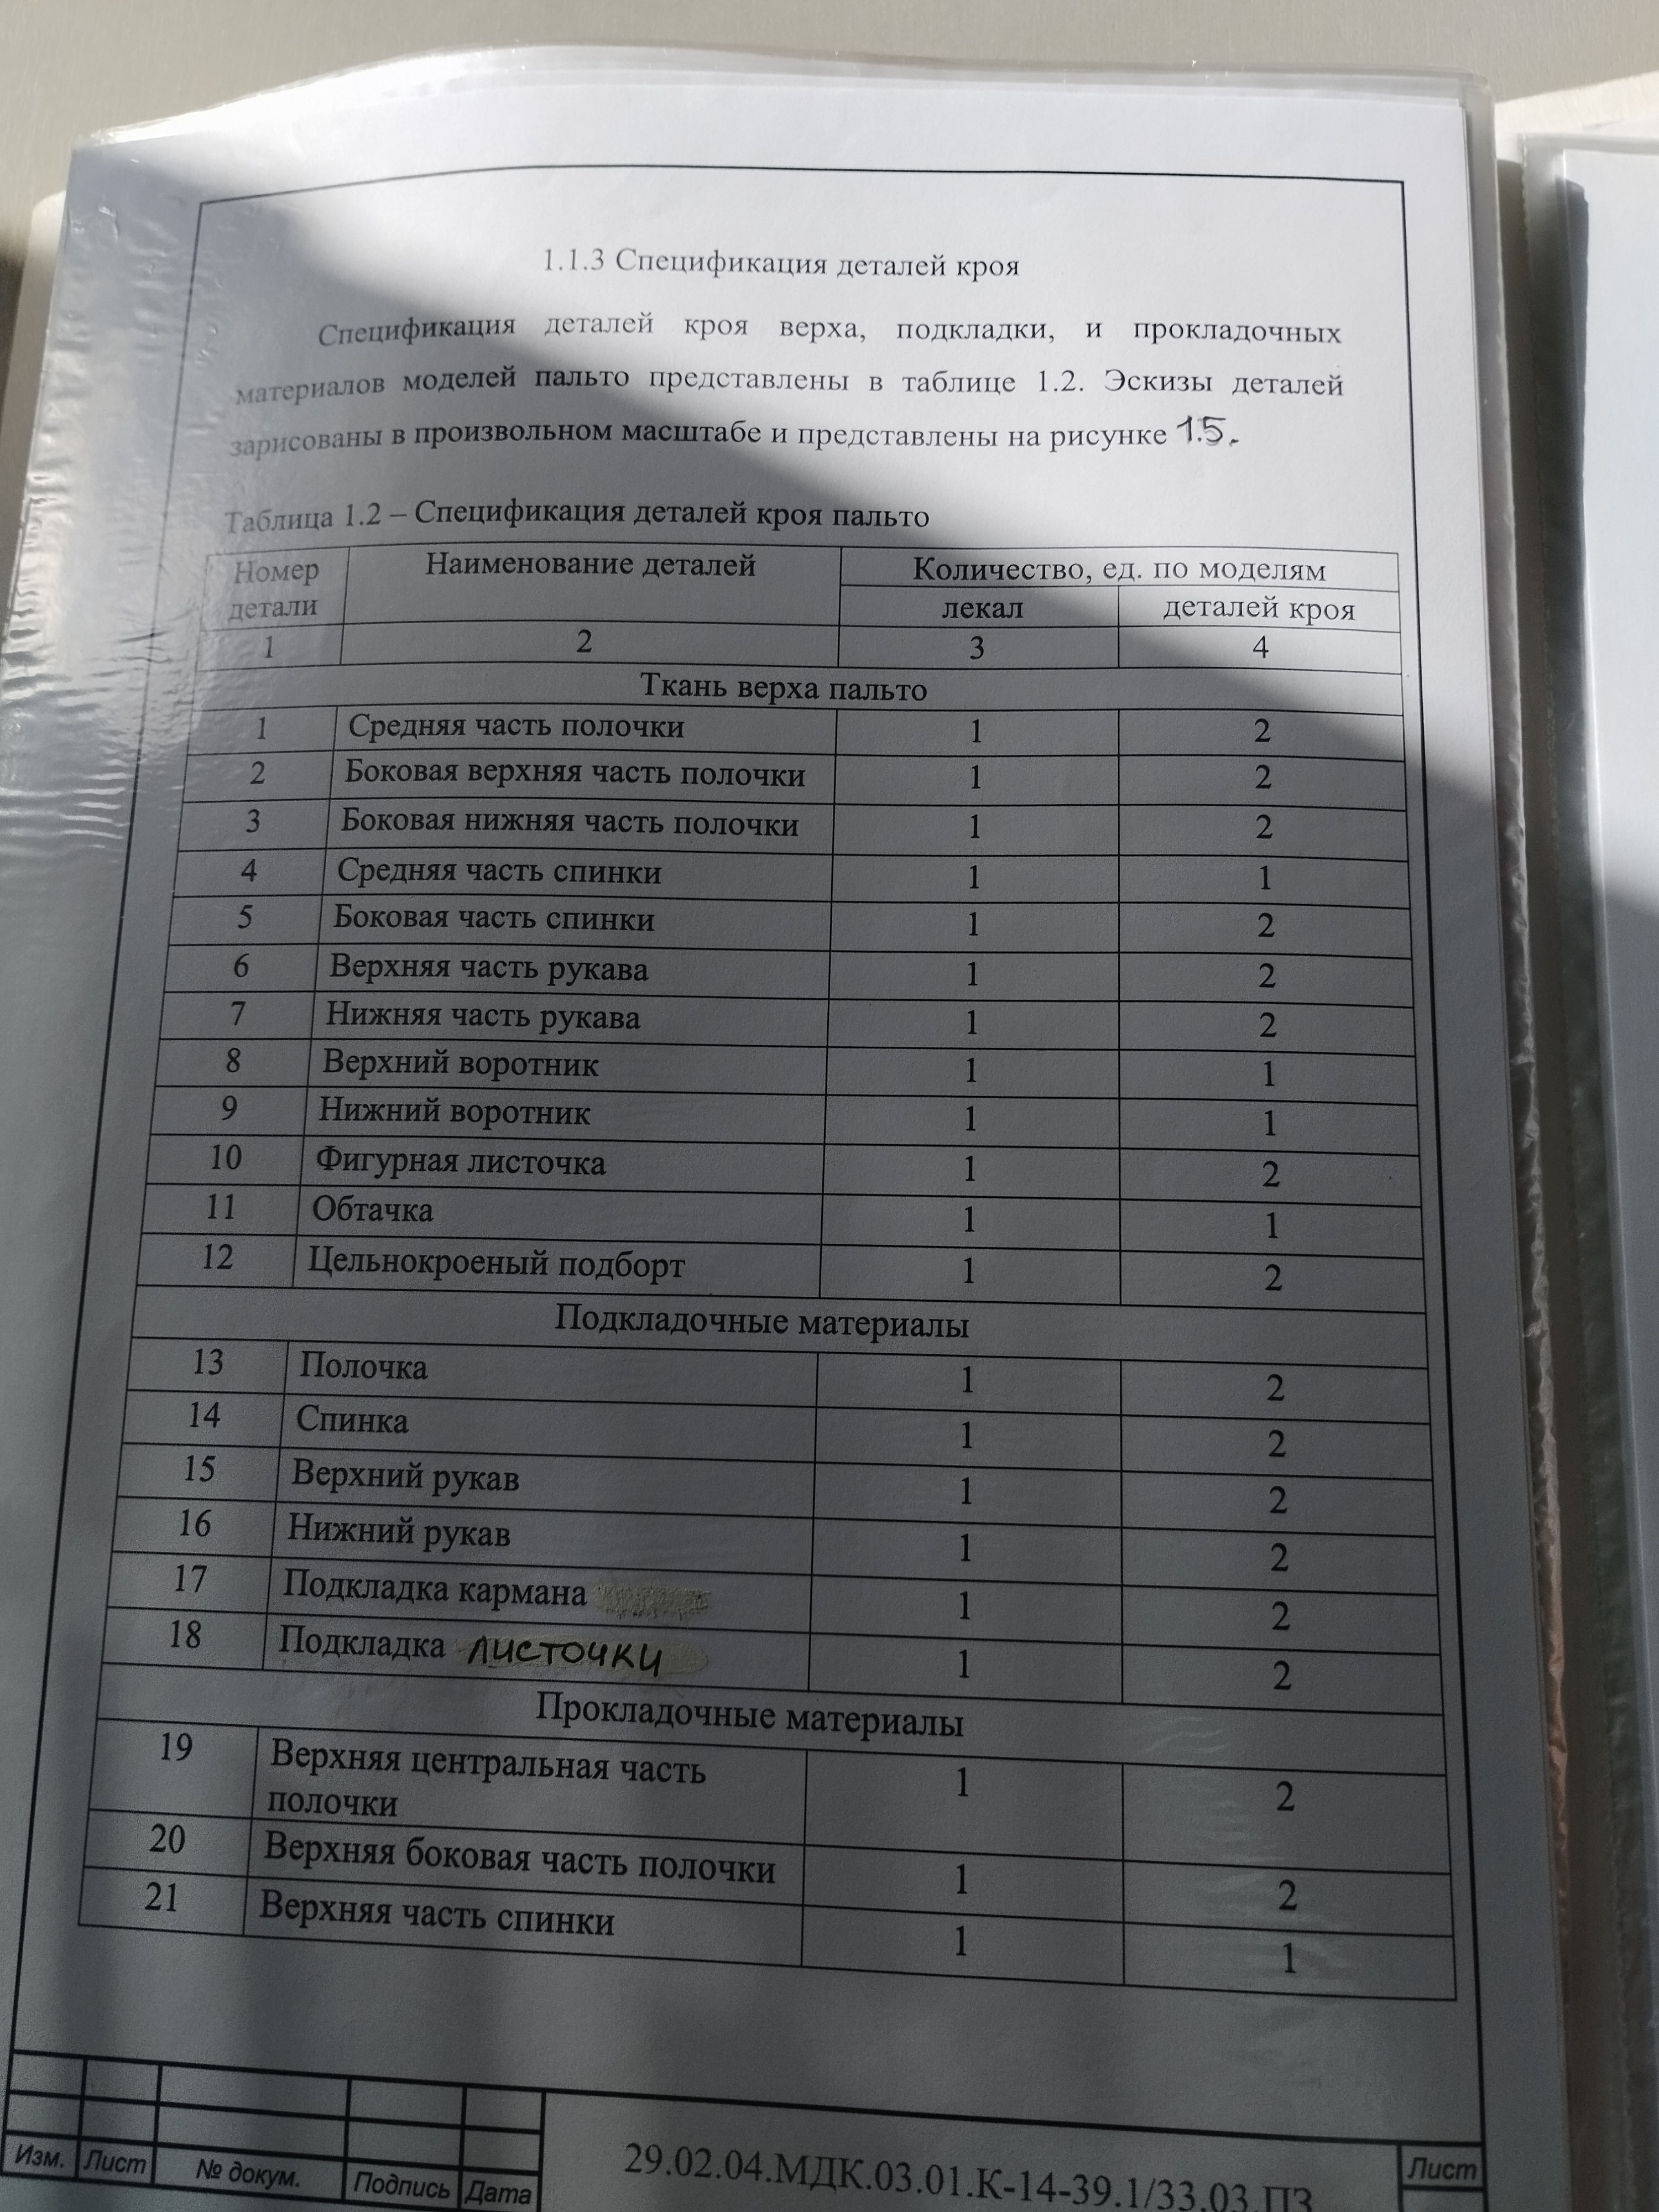 1.1.3 Спецификация деталей кроя
Спецификация деталей кроя верха, подкладки, и прокладочных
материалов моделей пальто представлены в таблице 1.2. Эскизы деталей
зарисованы в произвольном масштабе и представлены на рисунке 1.5.
Таблица 1.2 – Спецификация деталей кроя пальто
Номер детали Наименование деталей Количество, ед. по моделям
лекал деталей кроя
1 2 3 4
Ткань верха пальто
1 Средняя часть полочки 1 2
2 Боковая верхняя часть полочки 1 2
3 Боковая нижняя часть полочки 1 2
4 Средняя часть спинки 1 1
5 Боковая часть спинки 1 2
6 Верхняя часть рукава 1 2
7 Нижняя часть рукава 1 2
8 Верхний воротник 1 1
9 Нижний воротник 1 1
10 Фигурная листочка 1 2
11 Обтачка 1 1
12 Цельнокроеный подборт 1 2
Подкладочные материалы
13 Полочка 1 2
14 Спинка 1 2
15 Верхний рукав 1 2
16 Нижний рукав 1 2
17 Подкладка кармана 1 2
18 Подкладка листочки 1 2
Прокладочные материалы
19 Верхняя центральная часть 1 2
полочки
20 Верхняя боковая часть полочки 1 2
21 Верхняя часть спинки 1 1
29.02.04.МДК.03.01.К-14-39.1/33.03.ПЗ
Лист
Изм. Лист № докум. Подпись Дата